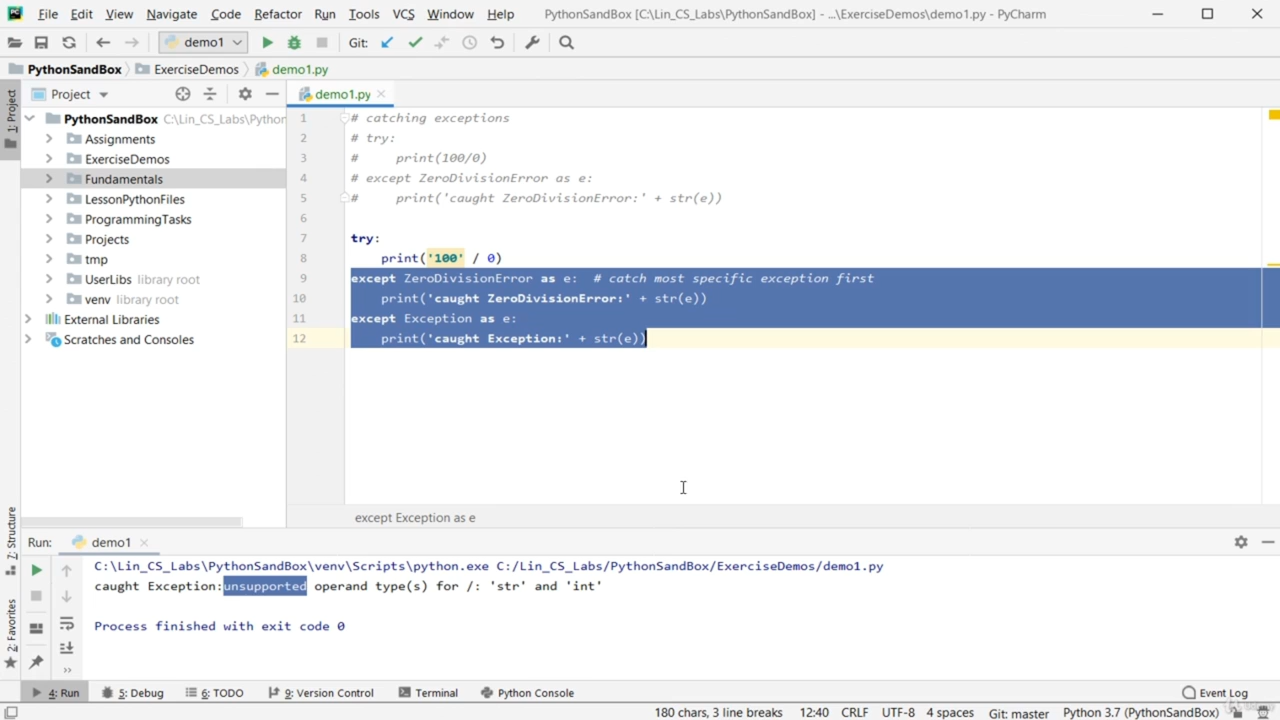 File Edit View Navigate Code Refactor Run Tools VCS Window Help PythonSandBox [C:\Lin_CS_Labs\PythonSandBox] - ...\ExerciseDemos\demo1.py - PyCharm
demo1 Git:
PythonSandBox ExerciseDemos demo1.py
1: Project
Project
demo1.py
PythonSandBox C:\Lin_CS_Labs\Python
Assignments
ExerciseDemos
Fundamentals
LessonPythonFiles
ProgrammingTasks
Projects
tmp
UserLibs library root
venv library root
External Libraries
Scratches and Consoles
1 # catching exceptions
2 # try:
3 #     print(100/0)
4 # except ZeroDivisionError as e:
5 #     print('caught ZeroDivisionError:' + str(e))
6
7 try:
8     print('100' / 0)
9 except ZeroDivisionError as e:  # catch most specific exception first
10     print('caught ZeroDivisionError:' + str(e))
11 except Exception as e:
12     print('caught Exception:' + str(e))
except Exception as e
Z: Structure
2: Favorites
Run: demo1
C:\Lin_CS_Labs\PythonSandBox\venv\Scripts\python.exe C:/Lin_CS_Labs/PythonSandBox/ExerciseDemos/demo1.py
caught Exception:unsupported operand type(s) for /: 'str' and 'int'
Process finished with exit code 0
4: Run 5: Debug 6: TODO 9: Version Control Terminal Python Console Event Log
180 chars, 3 line breaks 12:40 CRLF UTF-8 4 spaces Git: master Python 3.7 (PythonSandBox)